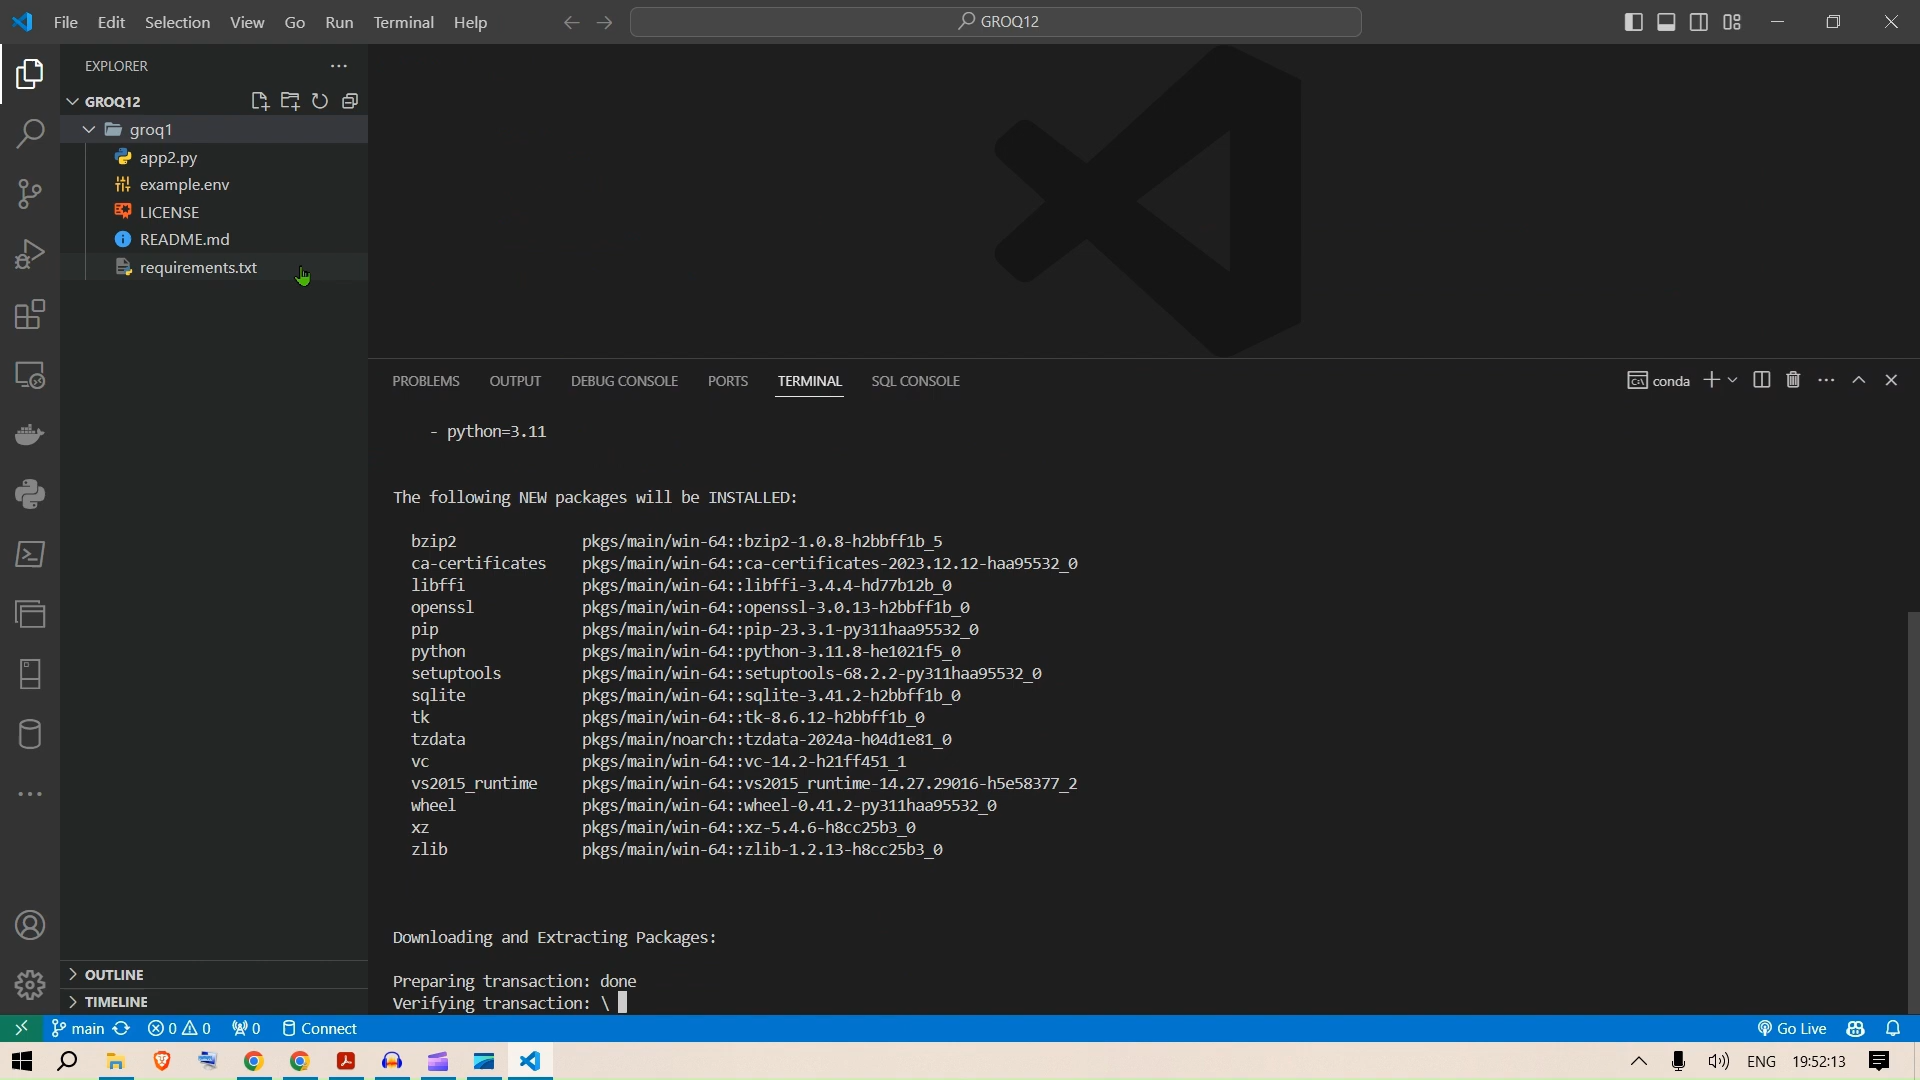 File Edit Selection View Go Run Terminal Help
GROQ12
EXPLORER
GROQ12
groq1
app2.py
example.env
LICENSE
README.md
requirements.txt
OUTLINE
TIMELINE
PROBLEMS OUTPUT DEBUG CONSOLE PORTS TERMINAL SQL CONSOLE
conda
- python=3.11
The following NEW packages will be INSTALLED:
bzip2 pkgs/main/win-64::bzip2-1.0.8-h2bbff1b_5
ca-certificates pkgs/main/win-64::ca-certificates-2023.12.12-haa95532_0
libffi pkgs/main/win-64::libffi-3.4.4-hd77b12b_0
openssl pkgs/main/win-64::openssl-3.0.13-h2bbff1b_0
pip pkgs/main/win-64::pip-23.3.1-py311haa95532_0
python pkgs/main/win-64::python-3.11.8-he1021f5_0
setuptools pkgs/main/win-64::setuptools-68.2.2-py311haa95532_0
sqlite pkgs/main/win-64::sqlite-3.41.2-h2bbff1b_0
tk pkgs/main/win-64::tk-8.6.12-h2bbff1b_0
tzdata pkgs/main/noarch::tzdata-2024a-h04d1e81_0
vc pkgs/main/win-64::vc-14.2-h21ff451_1
vs2015_runtime pkgs/main/win-64::vs2015_runtime-14.27.29016-h5e58377_2
wheel pkgs/main/win-64::wheel-0.41.2-py311haa95532_0
xz pkgs/main/win-64::xz-5.4.6-h8cc25b3_0
zlib pkgs/main/win-64::zlib-1.2.13-h8cc25b3_0
Downloading and Extracting Packages:
Preparing transaction: done
Verifying transaction: \
main 0 0 0 Connect Go Live
ENG 19:52:13